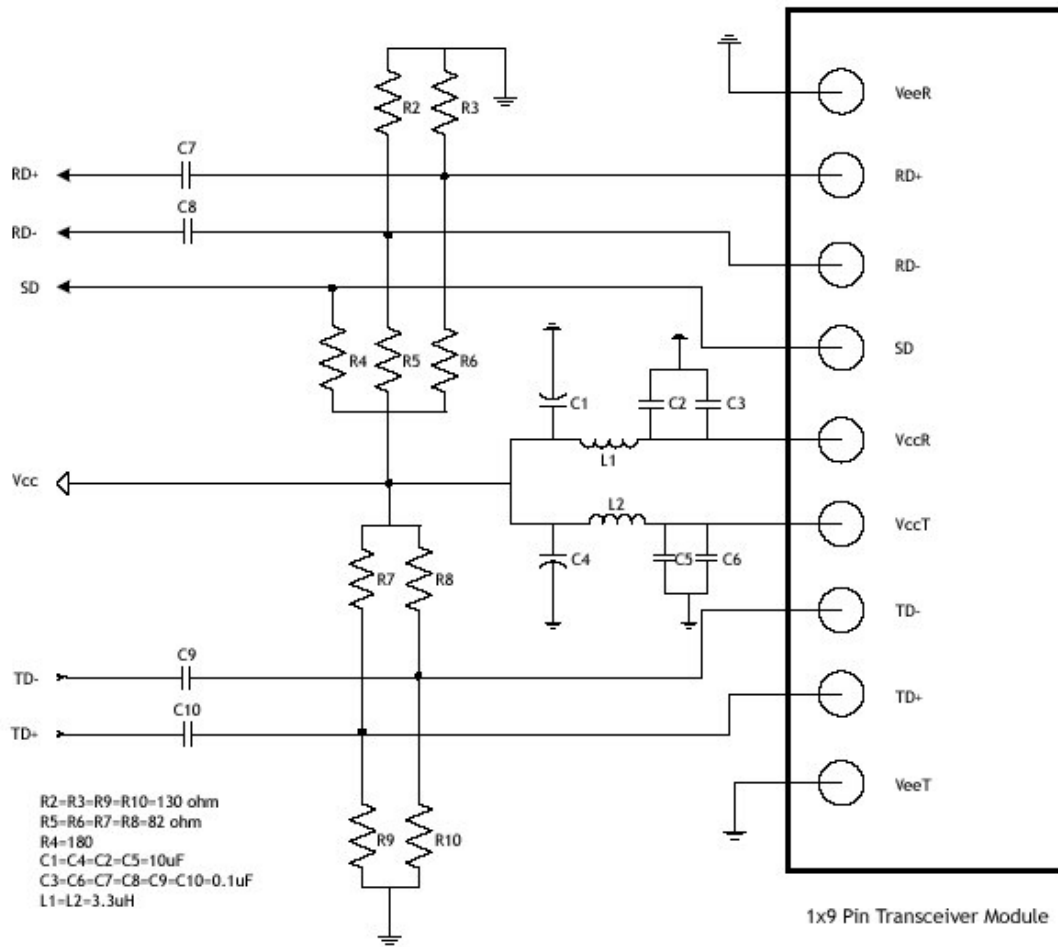 R2
R3
VeeR
C7
RD+
RD+
C8
RD-
RD-
SD
SD
R4
R5
R6
C1
C2
C3
VccR
L1
Vcc
L2
VccT
R7
R8
C4
C5
C6
TD-
C9
TD-
C10
TD+
TD+
VeeT
R2=R3=R9=R10=130 ohm
R5=R6=R7=R8=82 ohm
R4=180
C1=C4=C2=C5=10uF
C3=C6=C7=C8=C9=C10=0.1uF
L1=L2=3.3uH
R9
R10
1x9 Pin Transceiver Module